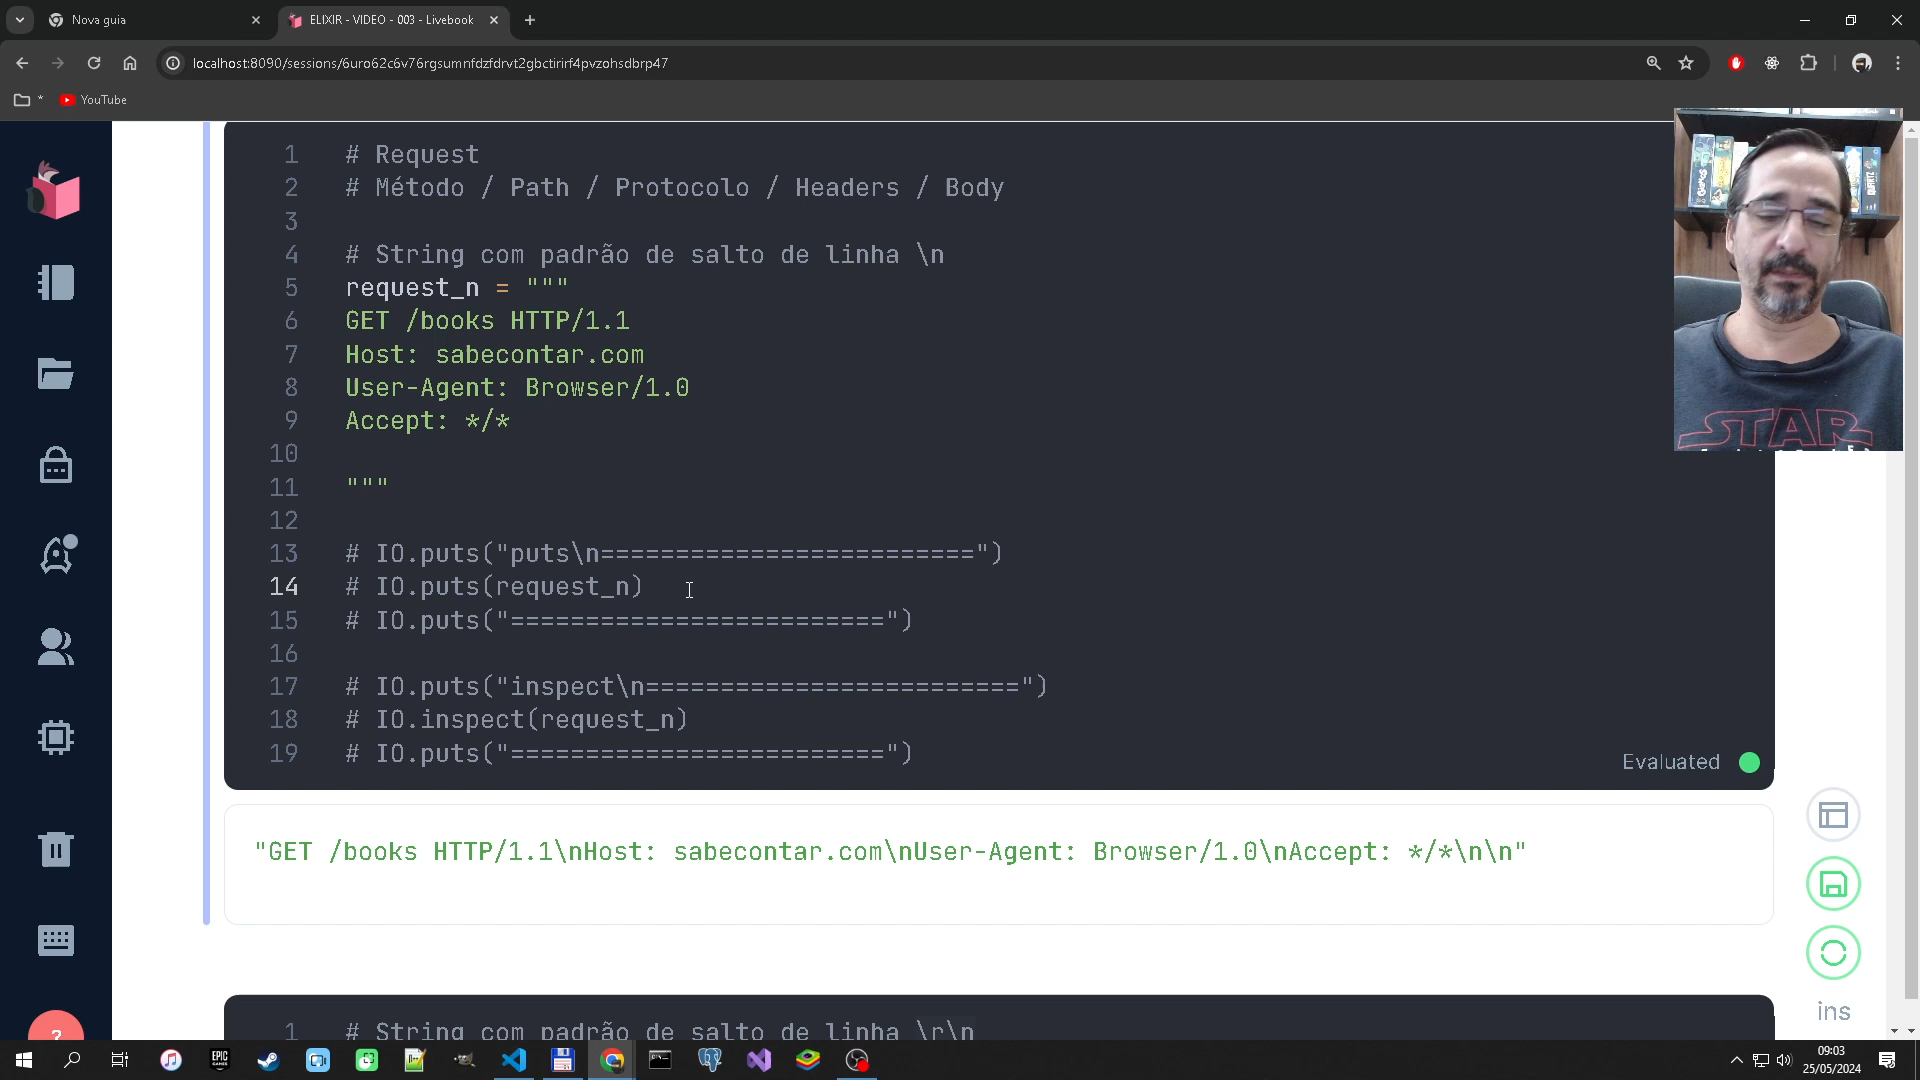 Nova guia
ELIXIR - VIDEO - 003 - Livebook
localhost:8090/sessions/6uro62c6v76rgsumnfdzfdrvt2gbctirirf4pvzohsdbrp47
*
YouTube
1 # Request
2 # Método / Path / Protocolo / Headers / Body
3
4 # String com padrão de salto de linha \n
5 request_n = """
6 GET /books HTTP/1.1
7 Host: sabecontar.com
8 User-Agent: Browser/1.0
9 Accept: */*
10
11 """
12
13 # IO.puts("puts\n=========================")
14 # IO.puts(request_n)
15 # IO.puts("=========================")
16
17 # IO.puts("inspect\n=========================")
18 # IO.inspect(request_n)
19 # IO.puts("=========================")
Evaluated
"GET /books HTTP/1.1\nHost: sabecontar.com\nUser-Agent: Browser/1.0\nAccept: */*\n\n"
1 # String com padrão de salto de linha \r\n
ins
?
STAR
EPIC GAMES
09:03
25/05/2024